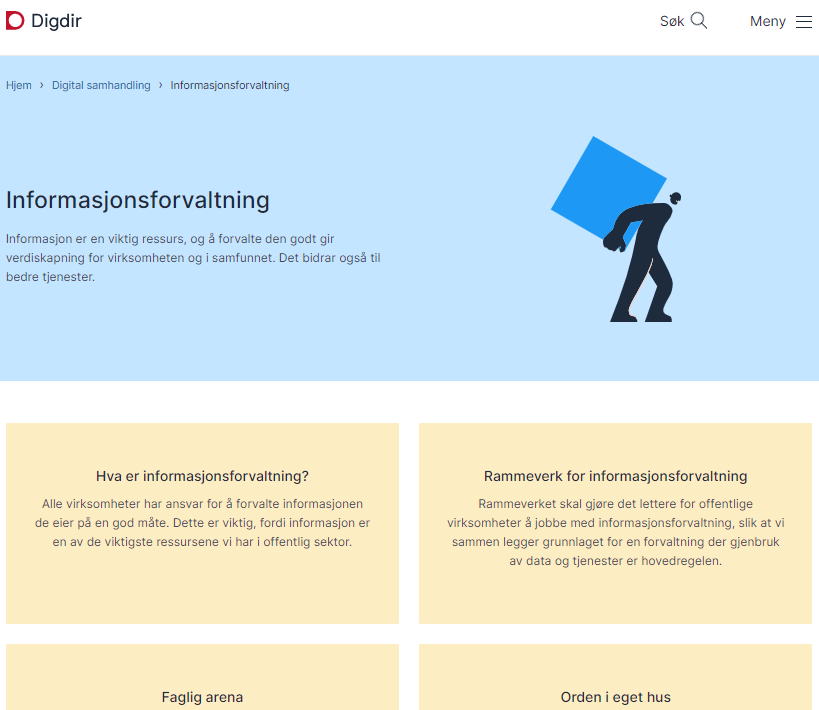 Digdir
Søk
Meny
Hjem › Digital samhandling › Informasjonsforvaltning
Informasjonsforvaltning
Informasjon er en viktig ressurs, og å forvalte den godt gir
verdiskapning for virksomheten og i samfunnet. Det bidrar også til
bedre tjenester.
Hva er informasjonsforvaltning?
Alle virksomheter har ansvar for å forvalte informasjonen
de eier på en god måte. Dette er viktig, fordi informasjon er
en av de viktigste ressursene vi har i offentlig sektor.
Rammeverk for informasjonsforvaltning
Rammeverket skal gjøre det lettere for offentlige
virksomheter å jobbe med informasjonsforvaltning, slik at vi
sammen legger grunnlaget for en forvaltning der gjenbruk
av data og tjenester er hovedregelen.
Faglig arena
Orden i eget hus